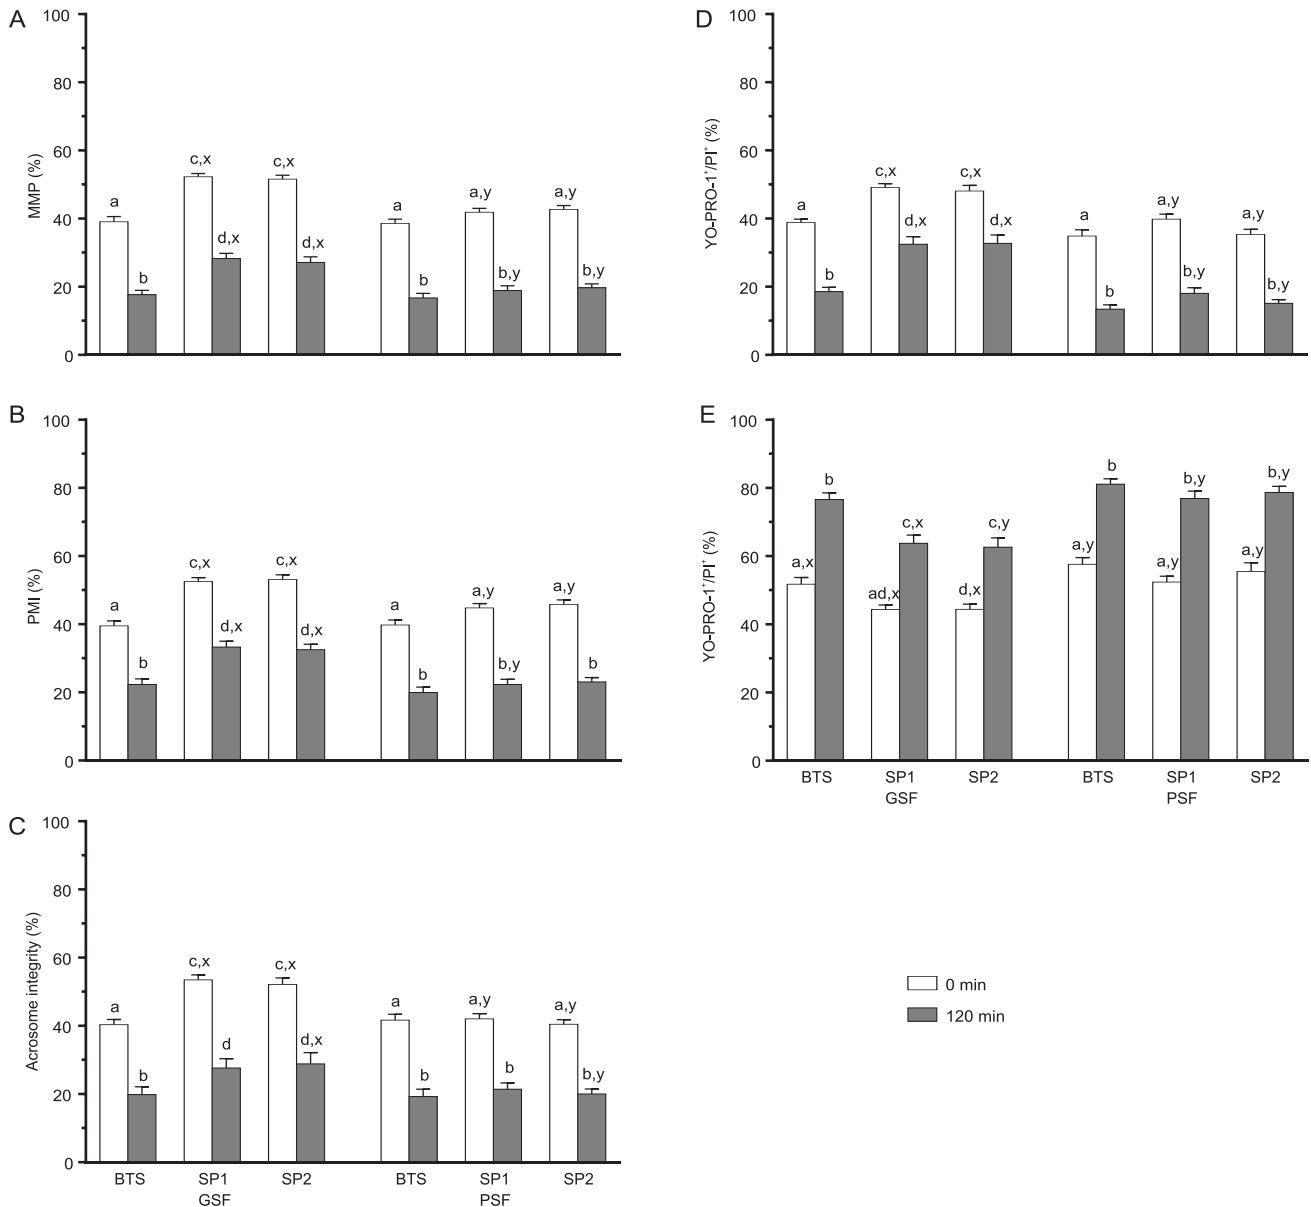 A
100
80
60
40
20
0
MMP (%)
a
b
c,x
d,x
c,x
d,x
a
b
a,y
b,y
a,y
b,y
D
100
80
60
40
20
0
YO-PRO-1⁺/PI⁺ (%)
a
b
c,x
d,x
c,x
d,x
a
b
a,y
b,y
a,y
b,y
B
100
80
60
40
20
0
PMI (%)
a
b
c,x
d,x
c,x
d,x
a
b
a,y
b,y
a,y
b
E
100
80
60
40
20
0
YO-PRO-1⁺/PI⁺ (%)
a,x
b
ad,x
c,x
d,x
c,y
a,y
b
a,y
b,y
a,y
b,y
BTS SP1 SP2 BTS SP1 SP2
GSF PSF
C
100
80
60
40
20
0
Acrosome integrity (%)
a
b
c,x
d
c,x
d,x
a
b
a,y
b
a,y
b,y
BTS SP1 SP2 BTS SP1 SP2
GSF PSF
0 min
120 min